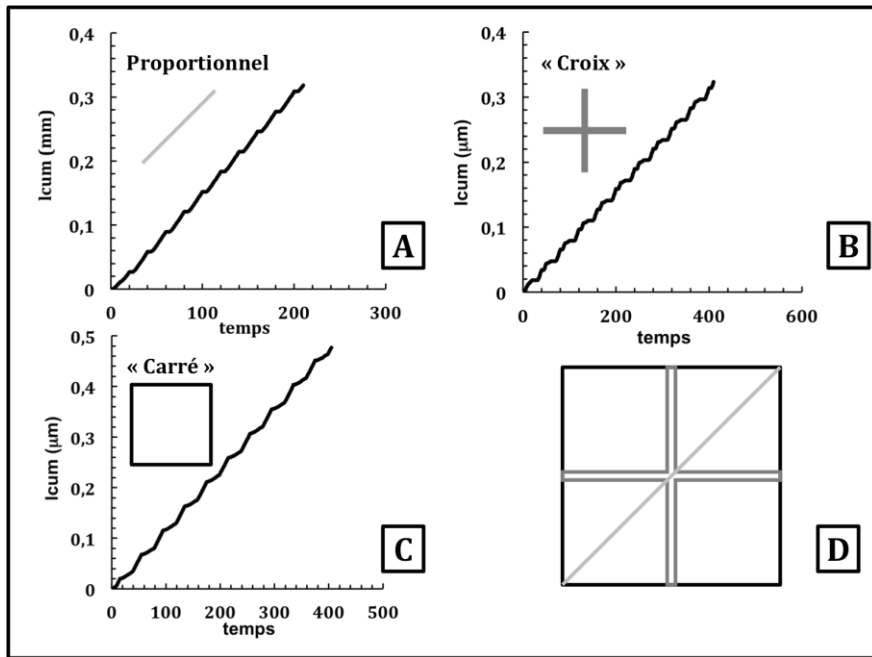 0,4
0,3
0,2
0,1
0
Icum (mm)
Proportionnel
A
0
100
200
300
temps
0,4
0,3
0,2
0,1
0
Icum (μm)
« Croix »
B
0
200
400
600
temps
0,5
0,4
0,3
0,2
0,1
0
Icum (μm)
« Carré »
C
0
100
200
300
400
500
temps
D